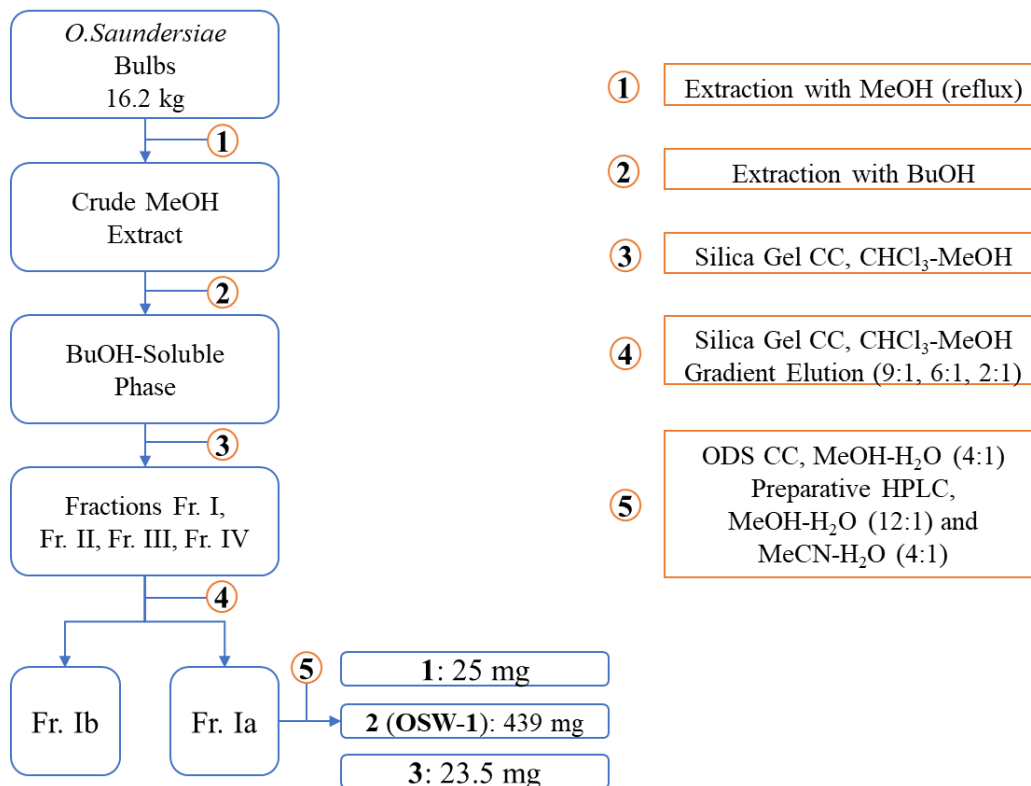 O.Saundersiae
Bulbs
16.2 kg
1
Crude MeOH
Extract
2
BuOH-Soluble
Phase
3
Fractions Fr. I,
Fr. II, Fr. III, Fr. IV
4
Fr. Ib
Fr. Ia
5
1: 25 mg
2 (OSW-1): 439 mg
3: 23.5 mg
1
Extraction with MeOH (reflux)
2
Extraction with BuOH
3
Silica Gel CC, CHCl₃-MeOH
4
Silica Gel CC, CHCl₃-MeOH
Gradient Elution (9:1, 6:1, 2:1)
5
ODS CC, MeOH-H₂O (4:1)
Preparative HPLC,
MeOH-H₂O (12:1) and
MeCN-H₂O (4:1)